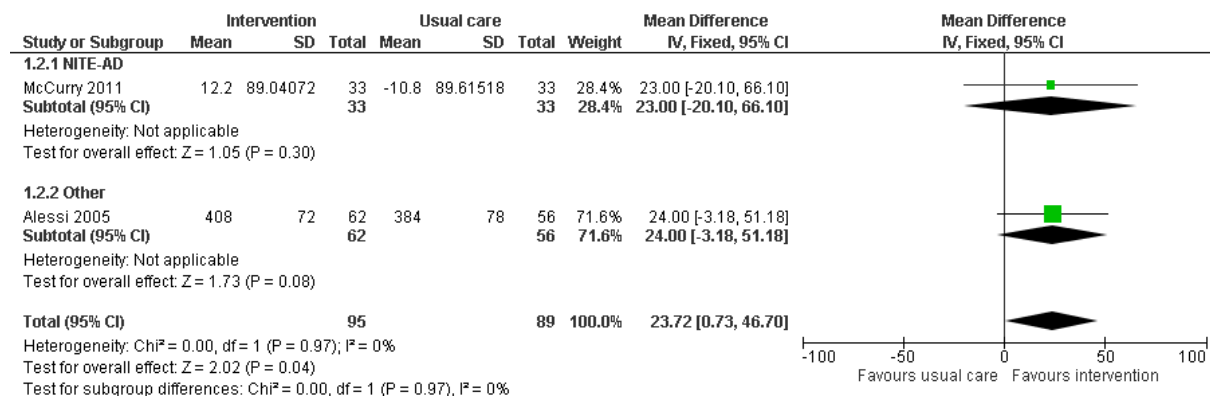 Intervention Usual care Mean Difference Mean Difference
Study or Subgroup Mean SD Total Mean SD Total Weight IV, Fixed, 95% CI IV, Fixed, 95% CI
1.2.1 NITE-AD
McCurry 2011 12.2 89.04072 33 -10.8 89.61518 33 28.4% 23.00 [-20.10, 66.10]
Subtotal (95% CI) 33 33 28.4% 23.00 [-20.10, 66.10]
Heterogeneity: Not applicable
Test for overall effect: Z = 1.05 (P = 0.30)
1.2.2 Other
Alessi 2005 408 72 62 384 78 56 71.6% 24.00 [-3.18, 51.18]
Subtotal (95% CI) 62 56 71.6% 24.00 [-3.18, 51.18]
Heterogeneity: Not applicable
Test for overall effect: Z = 1.73 (P = 0.08)
Total (95% CI) 95 89 100.0% 23.72 [0.73, 46.70]
Heterogeneity: Chi² = 0.00, df = 1 (P = 0.97); I² = 0%
Test for overall effect: Z = 2.02 (P = 0.04)
Test for subgroup differences: Chi² = 0.00, df = 1 (P = 0.97), I² = 0%
-100 -50 0 50 100
Favours usual care Favours intervention